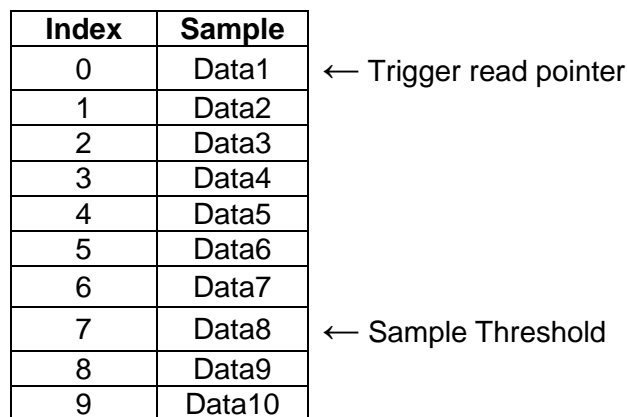 Index Sample
0 Data1 ← Trigger read pointer
1 Data2
2 Data3
3 Data4
4 Data5
5 Data6
6 Data7
7 Data8 ← Sample Threshold
8 Data9
9 Data10